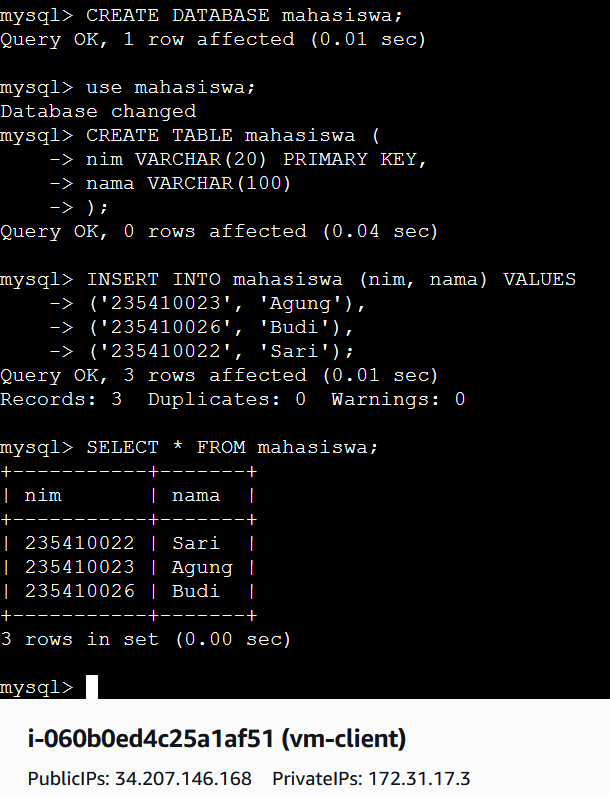 mysql> CREATE DATABASE mahasiswa;
Query OK, 1 row affected (0.01 sec)
mysql> use mahasiswa;
Database changed
mysql> CREATE TABLE mahasiswa (
    -> nim VARCHAR(20) PRIMARY KEY,
    -> nama VARCHAR(100)
    -> );
Query OK, 0 rows affected (0.04 sec)
mysql> INSERT INTO mahasiswa (nim, nama) VALUES
    -> ('235410023', 'Agung'),
    -> ('235410026', 'Budi'),
    -> ('235410022', 'Sari');
Query OK, 3 rows affected (0.01 sec)
Records: 3  Duplicates: 0  Warnings: 0
mysql> SELECT * FROM mahasiswa;
+-----------+-------+
| nim       | nama  |
+-----------+-------+
| 235410022 | Sari  |
| 235410023 | Agung |
| 235410026 | Budi  |
+-----------+-------+
3 rows in set (0.00 sec)
mysql>
i-060b0ed4c25a1af51 (vm-client)
PublicIPs: 34.207.146.168    PrivateIPs: 172.31.17.3